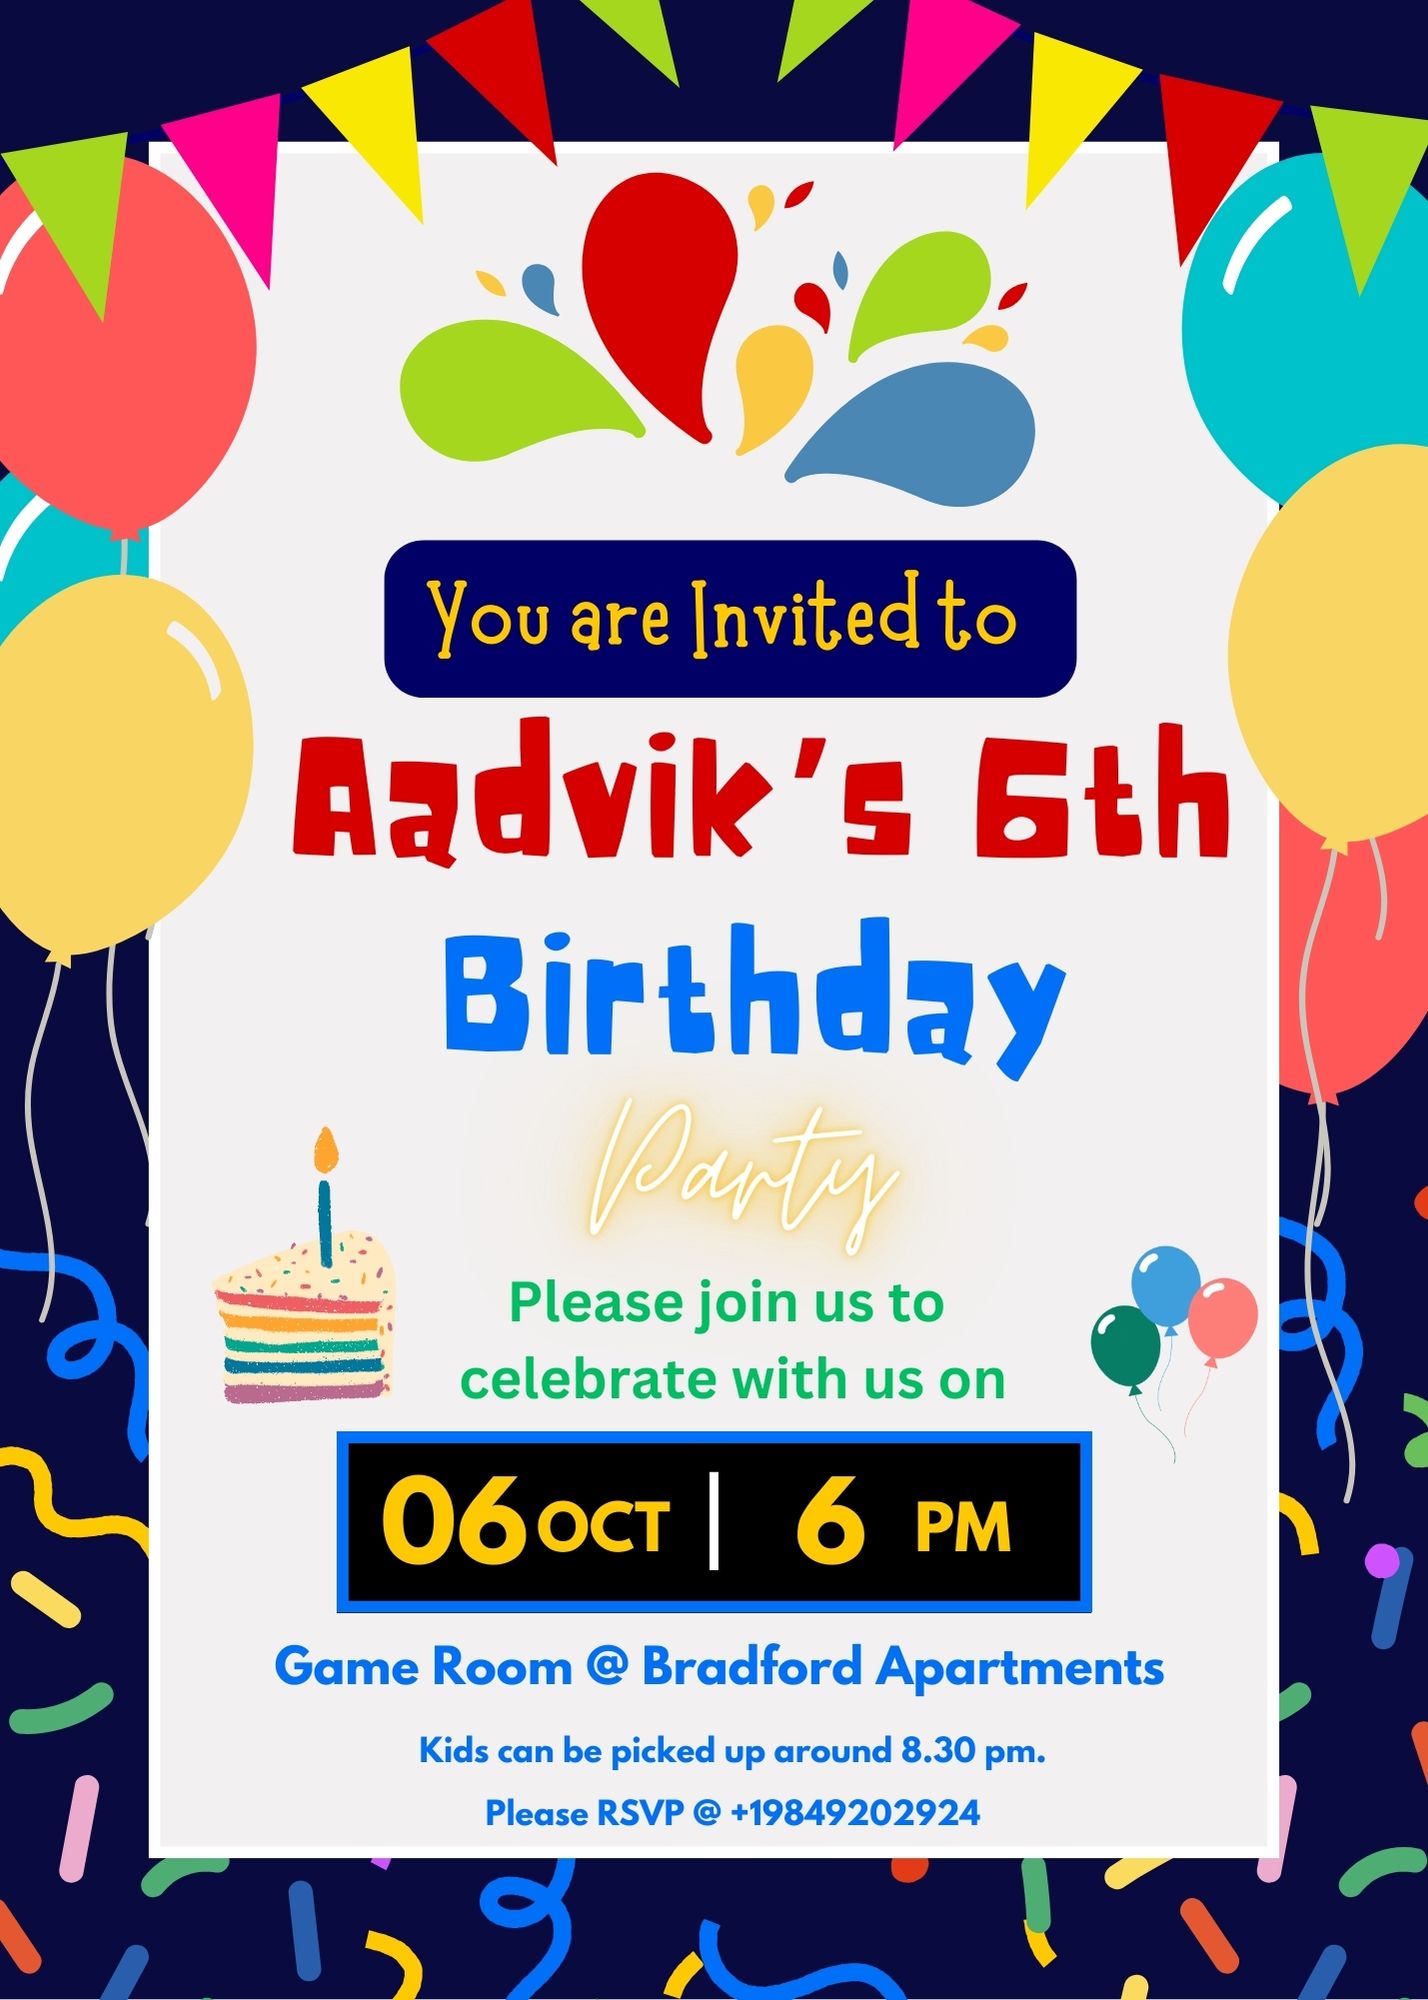 You are Invited to
Aadvik's 6th
Birthday
Party
Please join us to
celebrate with us on
06 OCT | 6 PM
Game Room @ Bradford Apartments
Kids can be picked up around 8.30 pm.
Please RSVP @ +19849202924